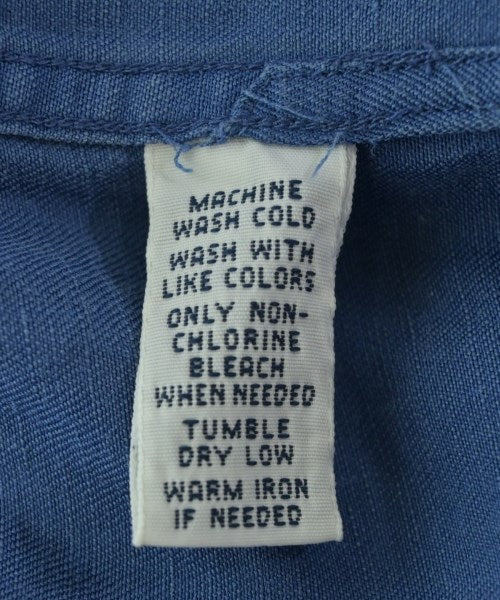 MACHINE
WASH COLD
WASH WITH
LIKE COLORS
ONLY NON-
CHLORINE
BLEACH
WHEN NEEDED
TUMBLE
DRY LOW
WARM IRON
IF NEEDED